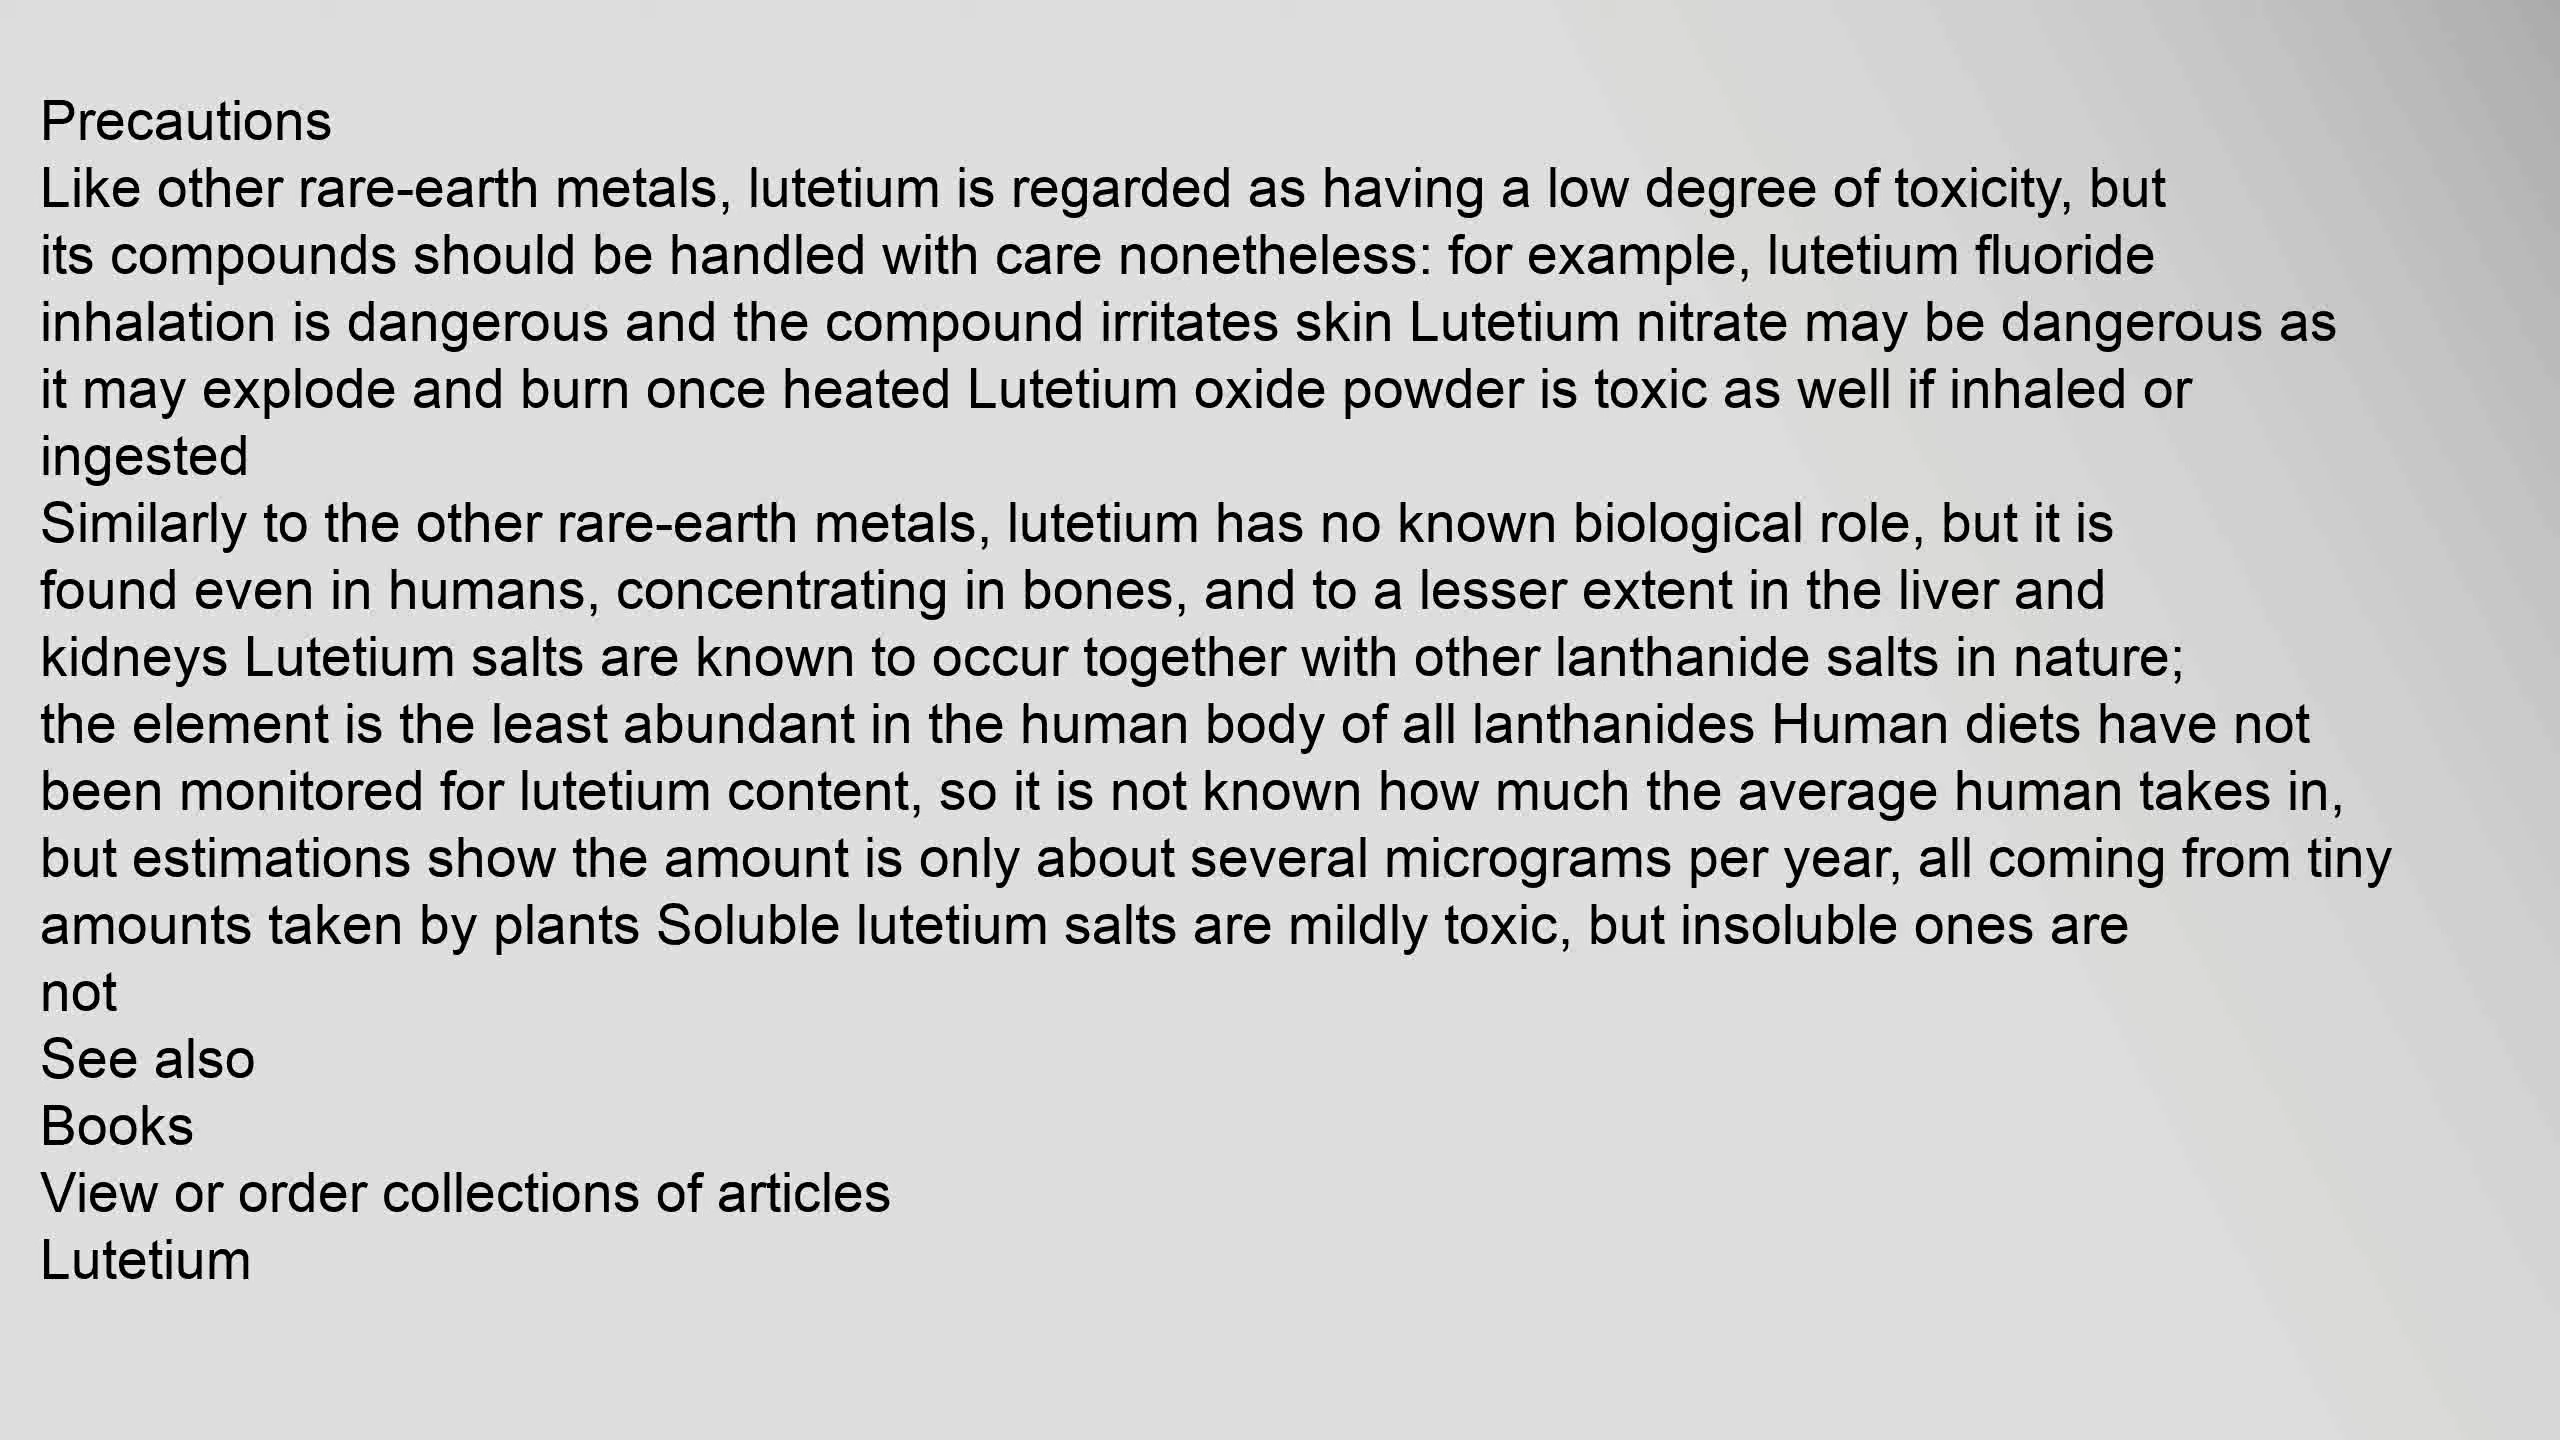 Precautions
Like other rare-earth metals, lutetium is regarded as having a low degree of toxicity, but
its compounds should be handled with care nonetheless: for example, lutetium fluoride
inhalation is dangerous and the compound irritates skin Lutetium nitrate may be dangerous as
it may explode and burn once heated Lutetium oxide powder is toxic as well if inhaled or
ingested
Similarly to the other rare-earth metals, lutetium has no known biological role, but it is
found even in humans, concentrating in bones, and to a lesser extent in the liver and
kidneys Lutetium salts are known to occur together with other lanthanide salts in nature;
the element is the least abundant in the human body of all lanthanides Human diets have not
been monitored for lutetium content, so it is not known how much the average human takes in,
but estimations show the amount is only about several micrograms per year, all coming from tiny
amounts taken by plants Soluble lutetium salts are mildly toxic, but insoluble ones are
not
See also
Books
View or order collections of articles
Lutetium